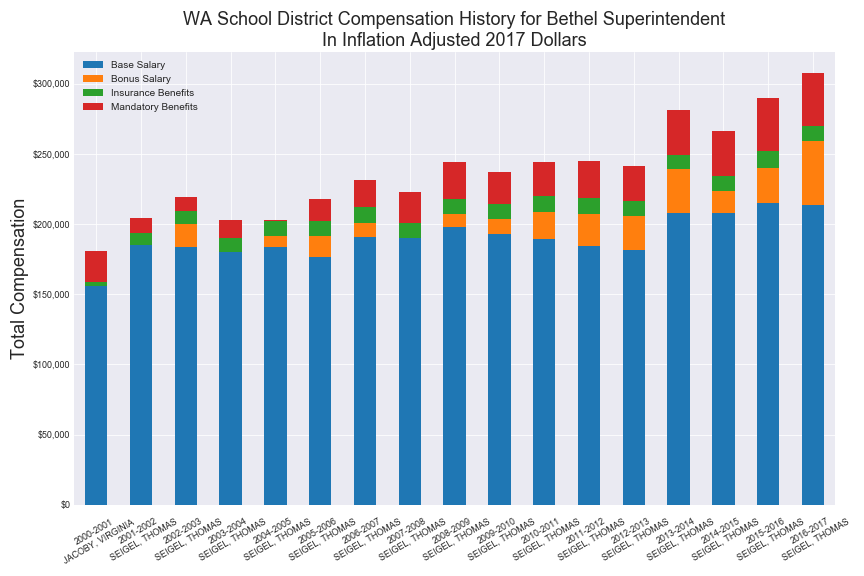 WA School District Compensation History for Bethel Superintendent
In Inflation Adjusted 2017 Dollars
Base Salary
Bonus Salary
Insurance Benefits
Mandatory Benefits
Total Compensation
$300,000
$250,000
$200,000
$150,000
$100,000
$50,000
$0
2000-2001
JACOBY, VIRGINIA
2001-2002
SEIGEL, THOMAS
2002-2003
SEIGEL, THOMAS
2003-2004
SEIGEL, THOMAS
2004-2005
SEIGEL, THOMAS
2005-2006
SEIGEL, THOMAS
2006-2007
SEIGEL, THOMAS
2007-2008
SEIGEL, THOMAS
2008-2009
SEIGEL, THOMAS
2009-2010
SEIGEL, THOMAS
2010-2011
SEIGEL, THOMAS
2011-2012
SEIGEL, THOMAS
2012-2013
SEIGEL, THOMAS
2013-2014
SEIGEL, THOMAS
2014-2015
SEIGEL, THOMAS
2015-2016
SEIGEL, THOMAS
2016-2017
SEIGEL, THOMAS